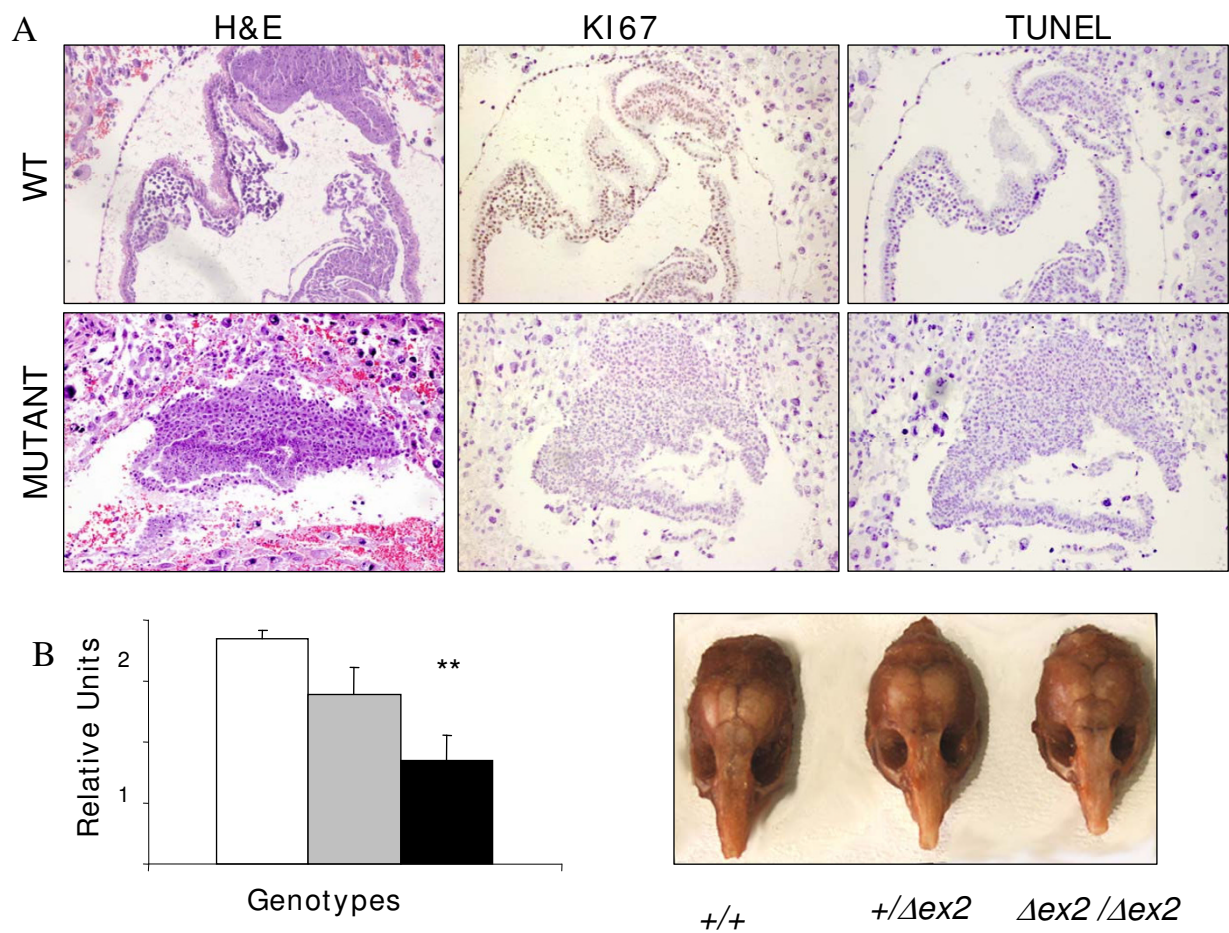 A
H&E
KI67
TUNEL
WT
MUTANT
B
Relative Units
2
1
**
Genotypes
+/+
+/Δex2
Δex2 /Δex2